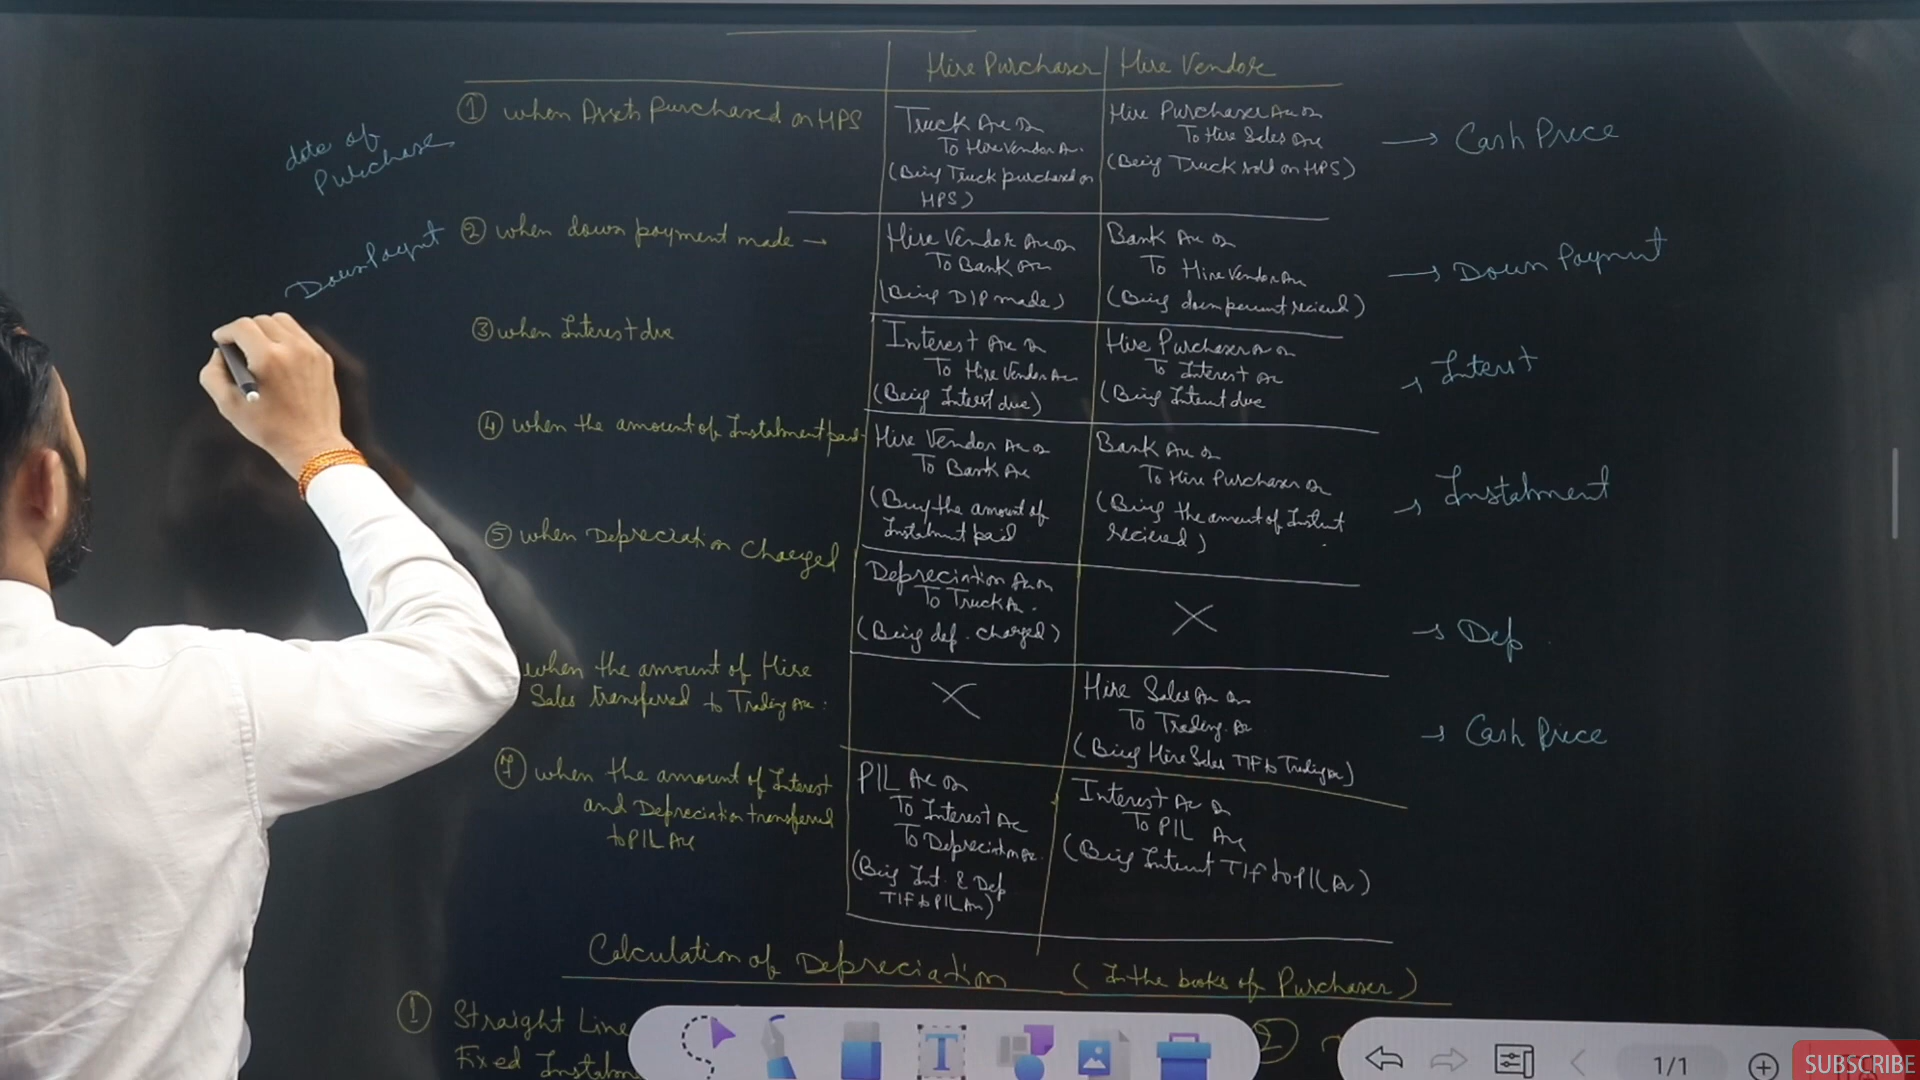 Hire Purchaser Hire Vendor
① when Asset Purchased on HPS
date of
Purchase
Truck A/c Dr
To Hire Vendor A/c
(Being Truck purchased on
HPS)
Hire Purchaser A/c Dr
To Hire Sales A/c
(Being Truck sold on HPS)
→ Cash Price
② when down payment made →
Down Paymt
Hire Vendor A/c Dr
To Bank A/c
(Being D/P made)
Bank A/c Dr
To Hire Vendor A/c
(Being down recieved)
→ Down Paymnt
③ when Interest due
Interest A/c Dr
To Hire Vendor A/c
(Being Interest due)
Hire Purchaser A/c Dr
To Interest A/c
(Being Interest due
→ Interest
④ when the amount of Instalment paid
Hire Vendor A/c Dr
To Bank A/c
(Being the amount of
Instalment paid
Bank A/c Dr
To Hire Purchaser A/c
(Being the amount of
recieved)
→ Instalment
⑤ when Depreciation Charged
Depreciation A/c Dr
To Truck A/c
(Being dep. charged)
→ Dep.
when the amount of Hire
Sales transferred to Trading A/c :
Hire Sales A/c Dr
To Trading A/c
(Being Hire Sales T/F to Trading A/c)
→ Cash Price
⑦ when the amount of Interest
and Depreciation transferred
to P/L A/c
P/L A/c Dr
To Interest A/c
To Depreciation A/c
(Being Int. & Dep
T/F to P/L A/c)
Interest A/c Dr
To P/L A/c
(Being Interest T/F to P/L A/c)
Calculation of Depreciation (In the books of Purchaser)
① Straight Line
Fixed
②
T
1/1
SUBSCRIBE